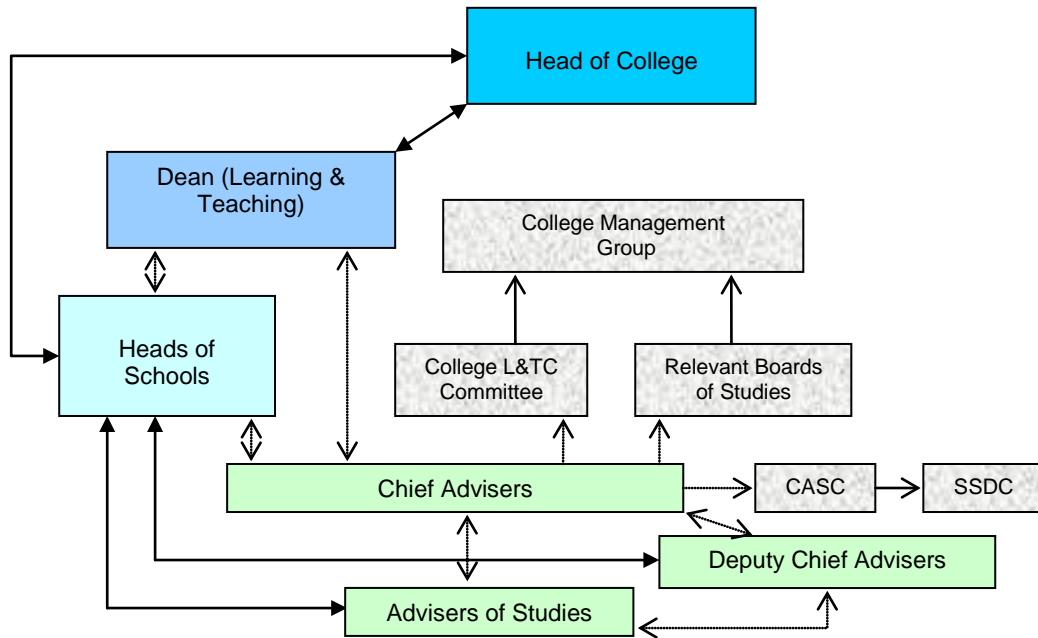 Head of College
Dean (Learning &
Teaching)
College Management
Group
Heads of
Schools
College L&TC
Committee
Relevant Boards
of Studies
Chief Advisers
CASC
SSDC
Deputy Chief Advisers
Advisers of Studies